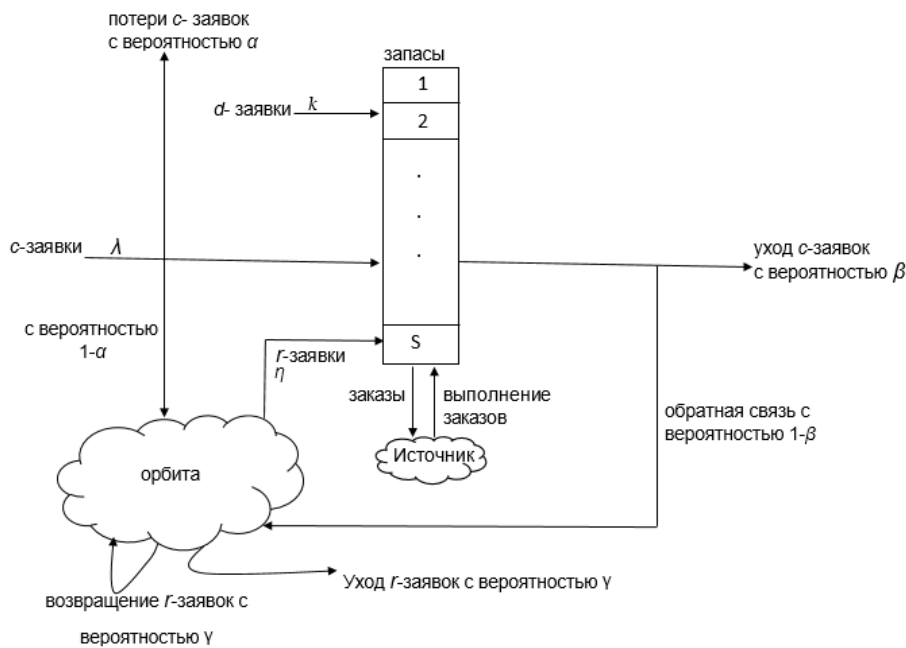 потери c- заявок
с вероятностью α
запасы
1
d- заявки k
2
.
.
.
c-заявки λ
уход c-заявок
с вероятностью β
с вероятностью
1-α
S
r-заявки
η
заказы
выполнение
заказов
обратная связь с
вероятностью 1-β
Источник
орбита
Уход r-заявок с вероятностью γ
возвращение r-заявок с
вероятностью γ